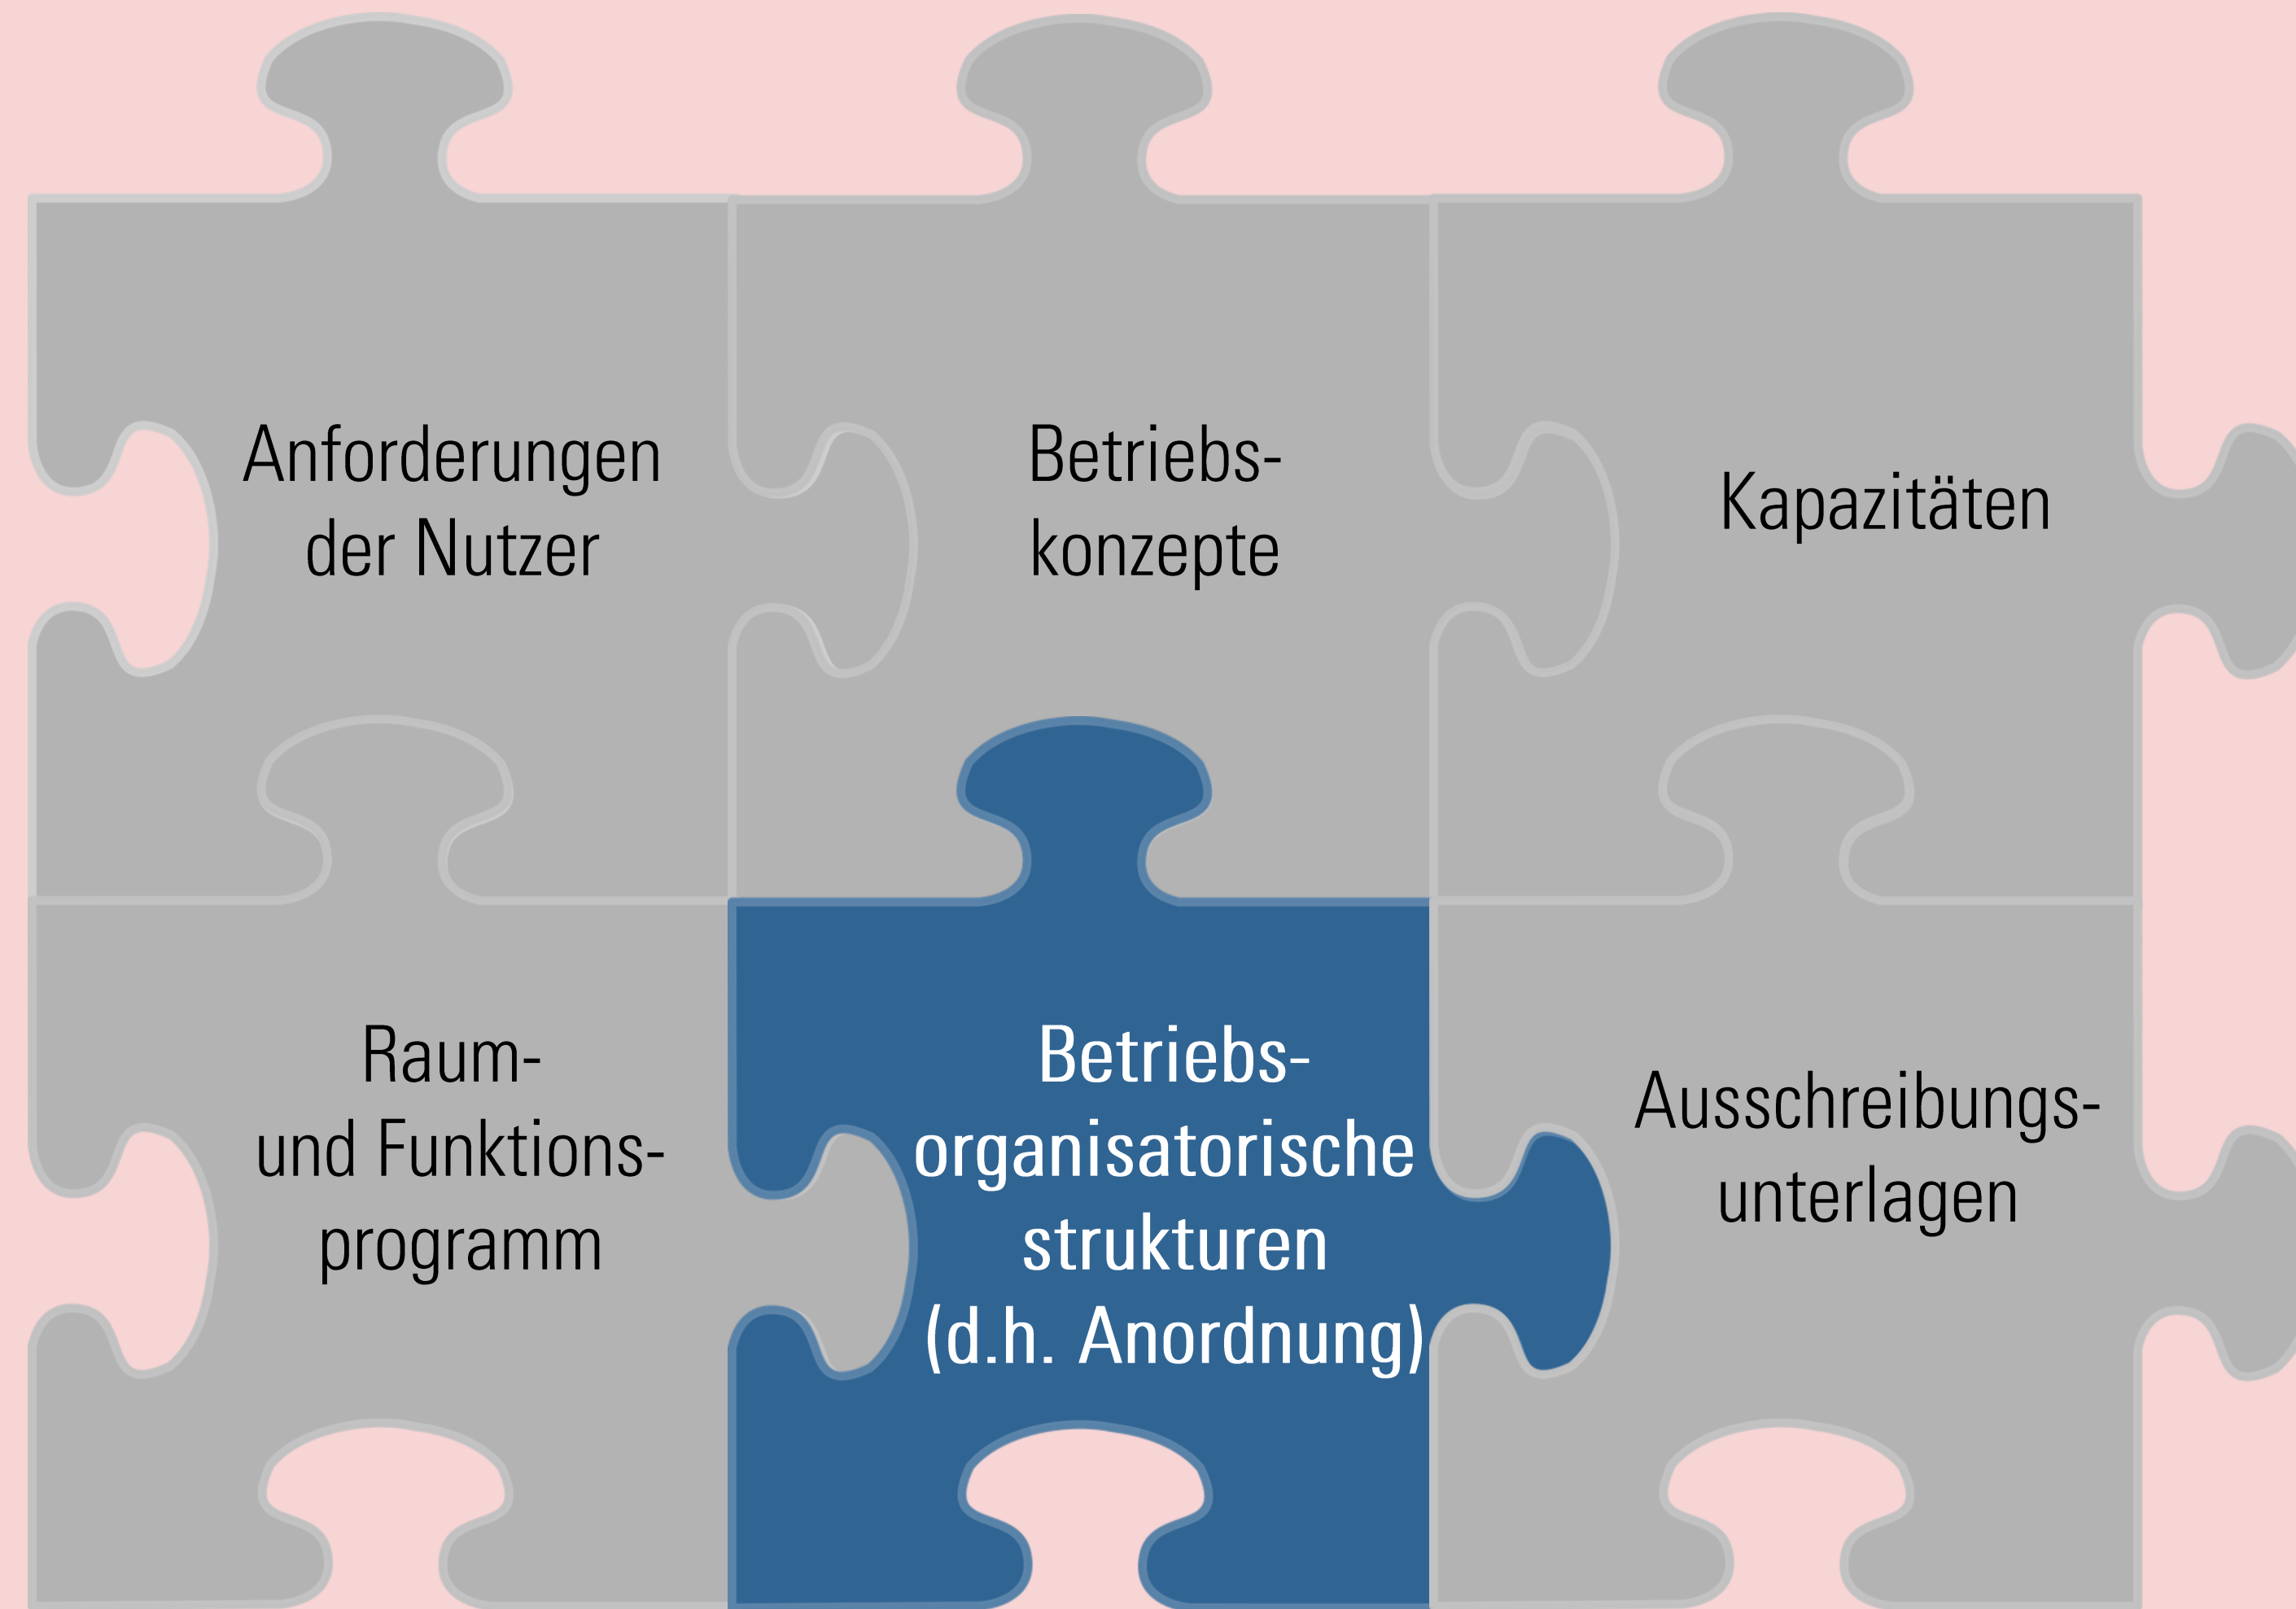 Anforderungen
der Nutzer
Betriebs-
konzepte
Kapazitäten
Raum-
und Funktions-
programm
Betriebs-
organisatorische
strukturen
(d.h. Anordnung)
Ausschreibungs-
unterlagen